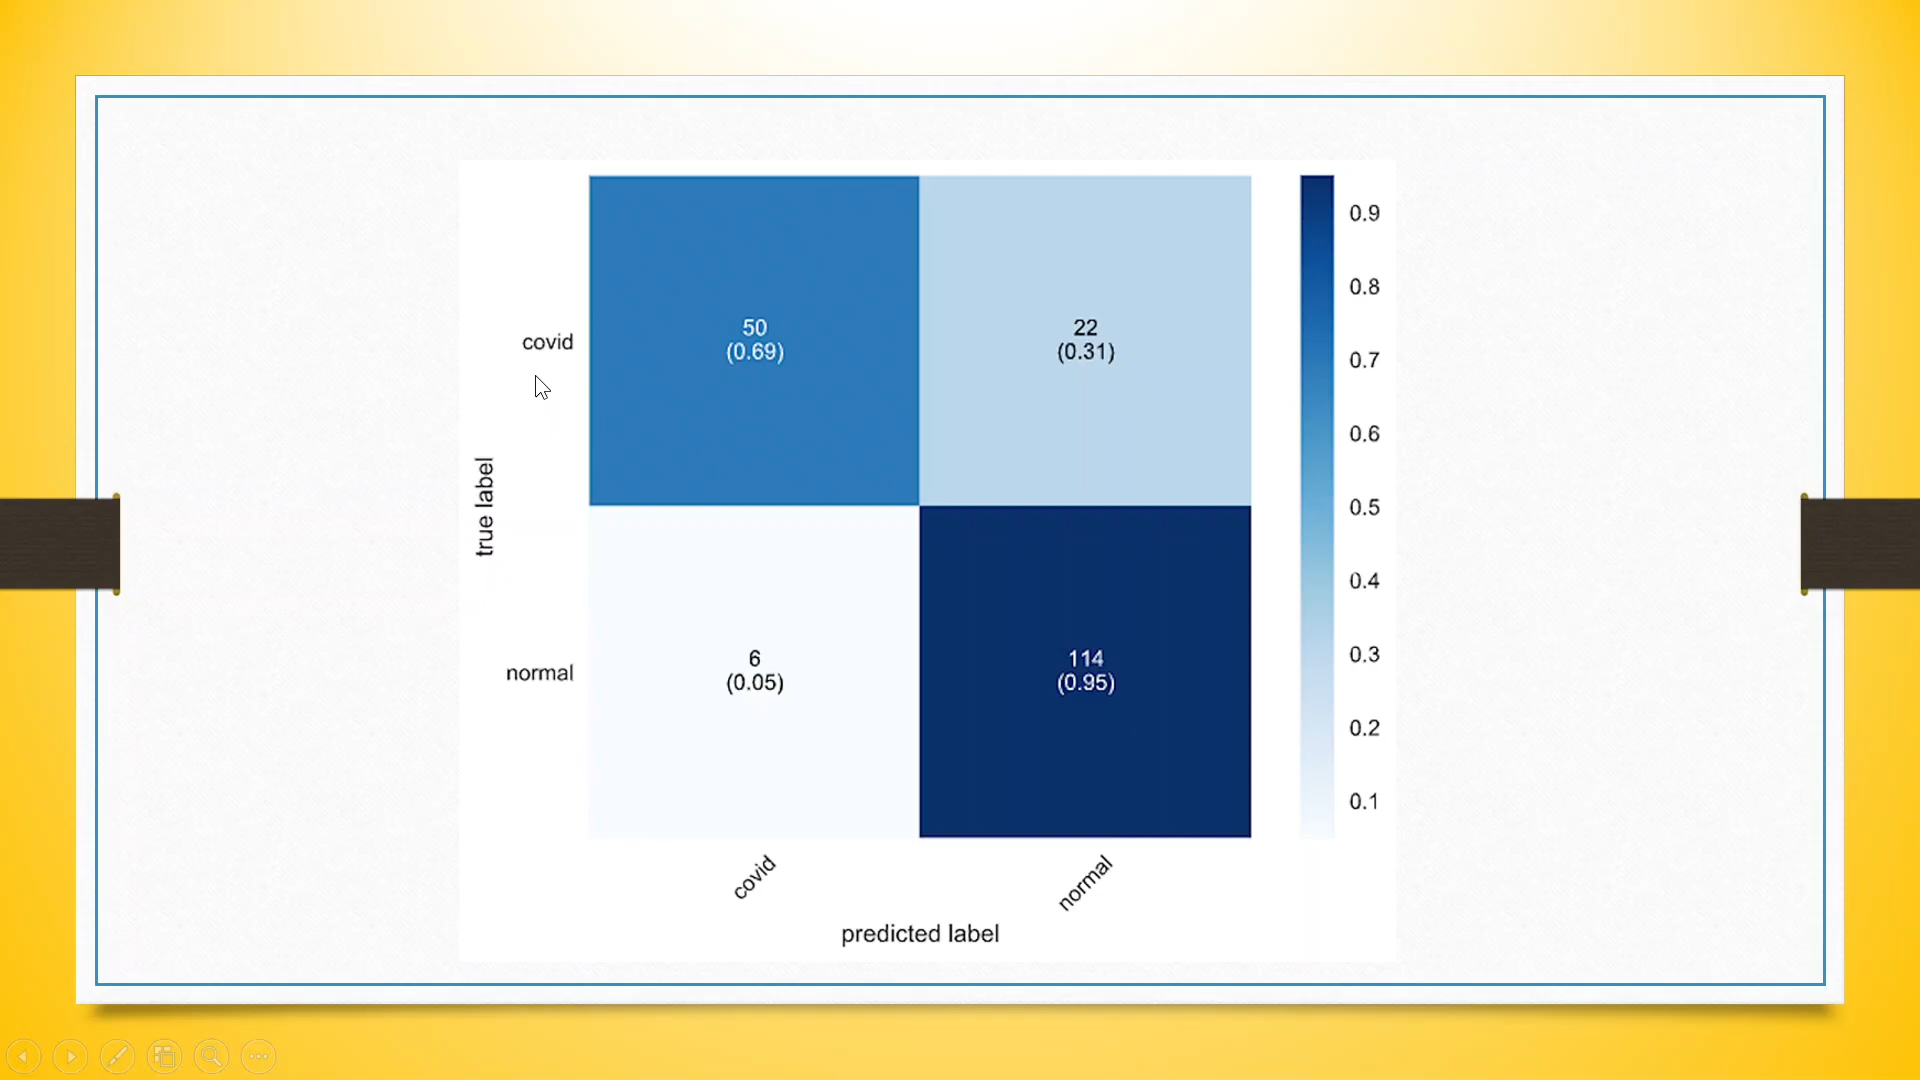 covid
50
(0.69)
22
(0.31)
normal
6
(0.05)
114
(0.95)
true label
covid
normal
predicted label
0.9
0.8
0.7
0.6
0.5
0.4
0.3
0.2
0.1